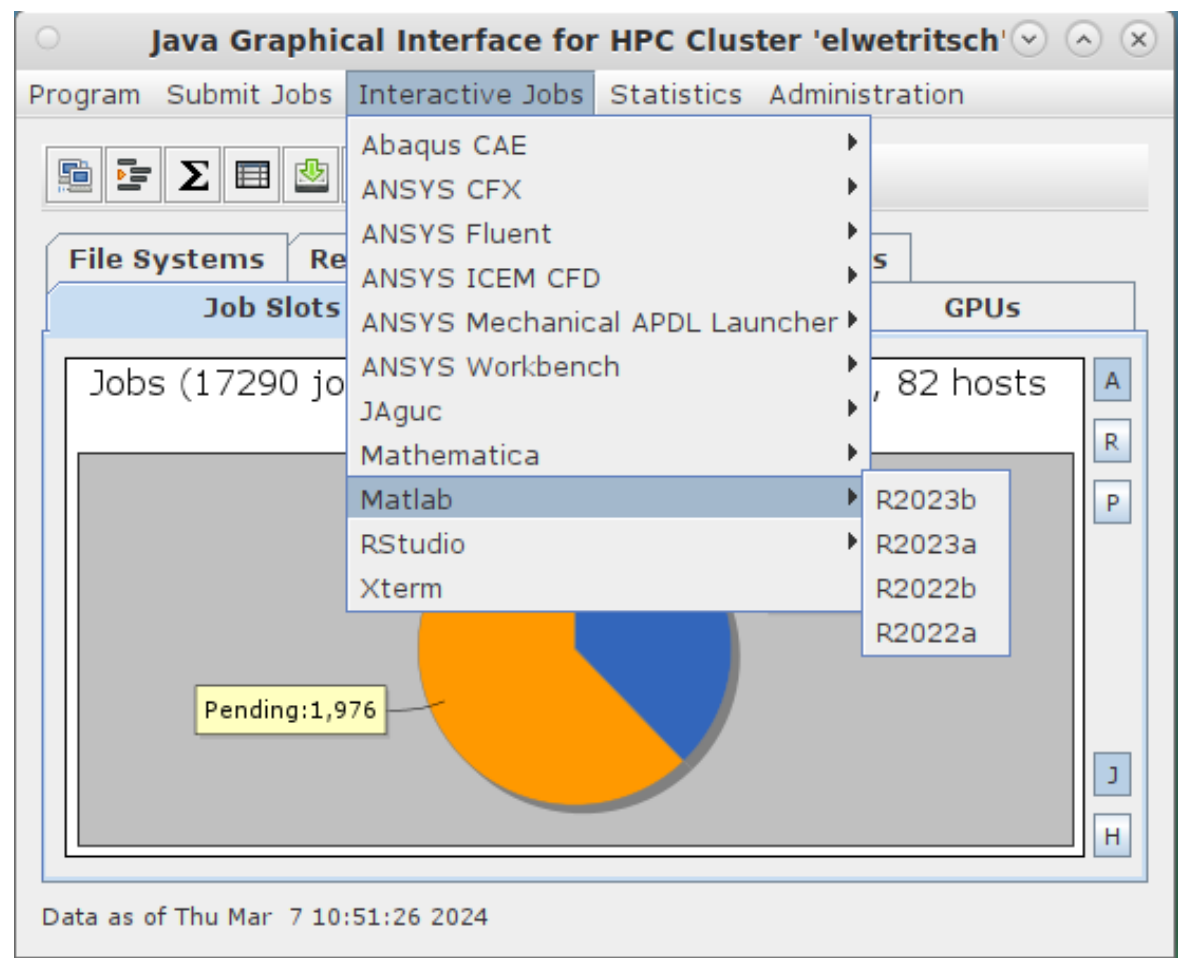 Java Graphical Interface for HPC Cluster 'elwetritsch'
Program Submit Jobs Interactive Jobs Statistics Administration
Abaqus CAE
ANSYS CFX
ANSYS Fluent
ANSYS ICEM CFD
ANSYS Mechanical APDL Launcher
ANSYS Workbench
JAguc
Mathematica
Matlab
RStudio
Xterm
R2023b
R2023a
R2022b
R2022a
Σ
File Systems
Job Slots
GPUs
Jobs (17290 , 82 hosts
A
R
P
Pending:1,976
J
H
Data as of Thu Mar 7 10:51:26 2024